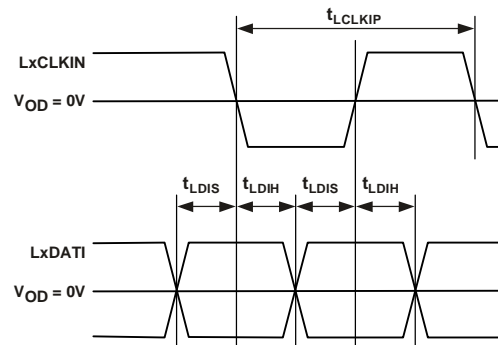 tLCLKIP
LxCLKIN
VOD = 0V
tLDIS tLDIH tLDIS tLDIH
LxDATI
VOD = 0V